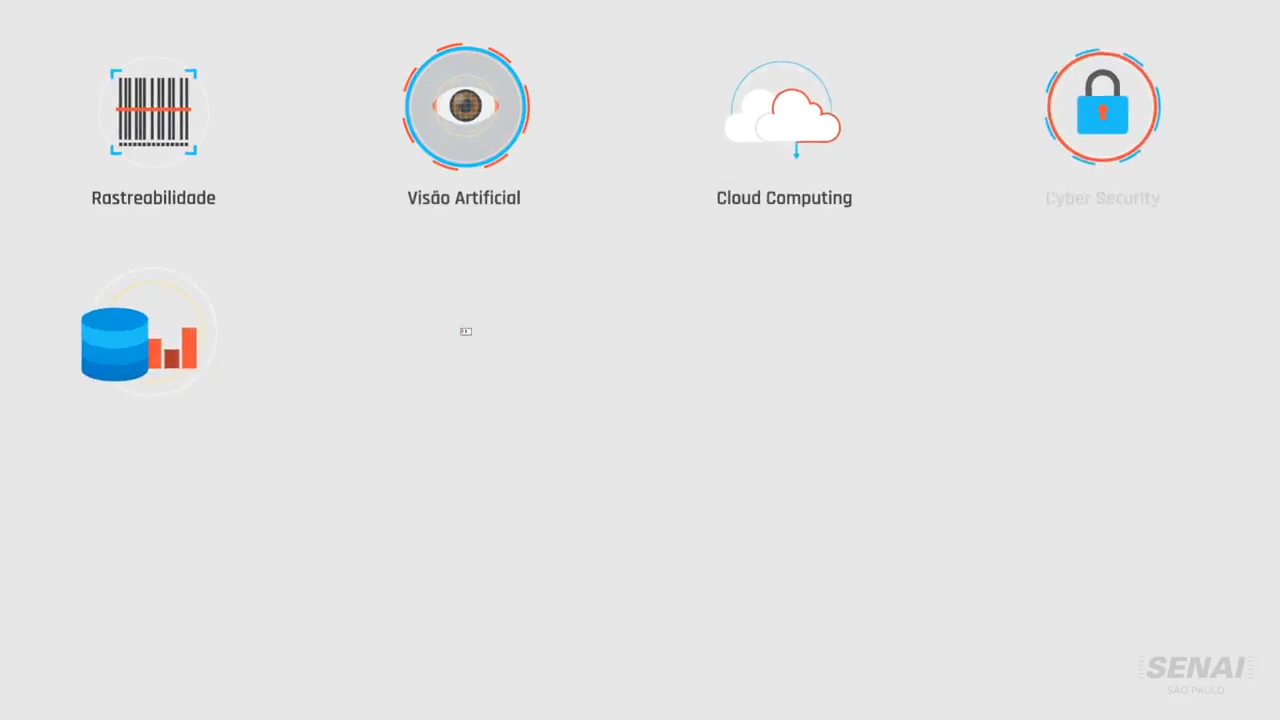 Rastreabilidade
Visão Artificial
Cloud Computing
Cyber Security
SENAI
SÃO PAULO